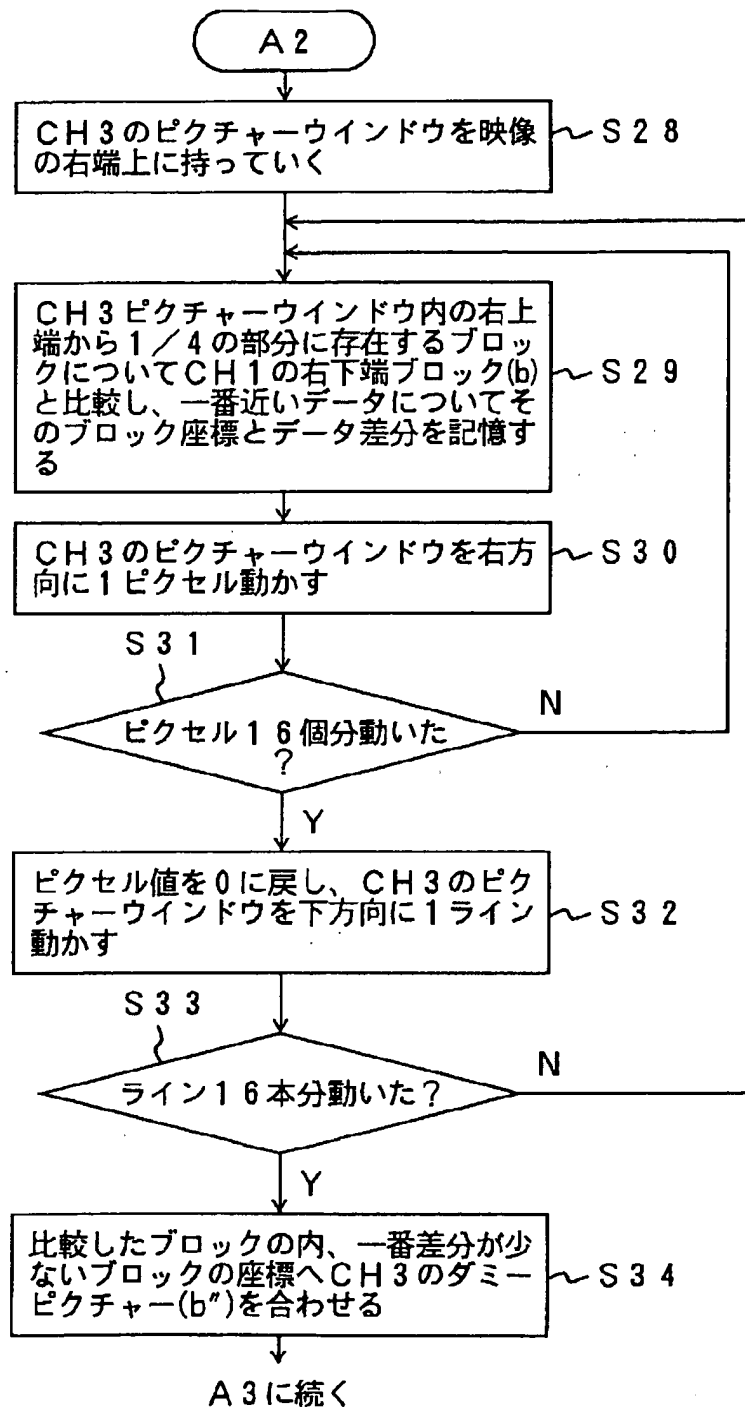 A2
CH3のピクチャーウインドウを映像
の右端上に持っていく
S28
CH3ピクチャーウインドウ内の右上
端から1/4の部分に存在するブロッ
クについてCH1の右下端ブロック(b)
と比較し、一番近いデータについてそ
のブロック座標とデータ差分を記憶す
る
S29
CH3のピクチャーウインドウを右方
向に1ピクセル動かす
S30
S31
ピクセル16個分動いた
?
N
Y
ピクセル値を0に戻し、CH3のピク
チャーウインドウを下方向に1ライン
動かす
S32
S33
ライン16本分動いた?
N
Y
比較したブロックの内、一番差分が少
ないブロックの座標へCH3のダミー
ピクチャー(b")を合わせる
S34
A3に続く